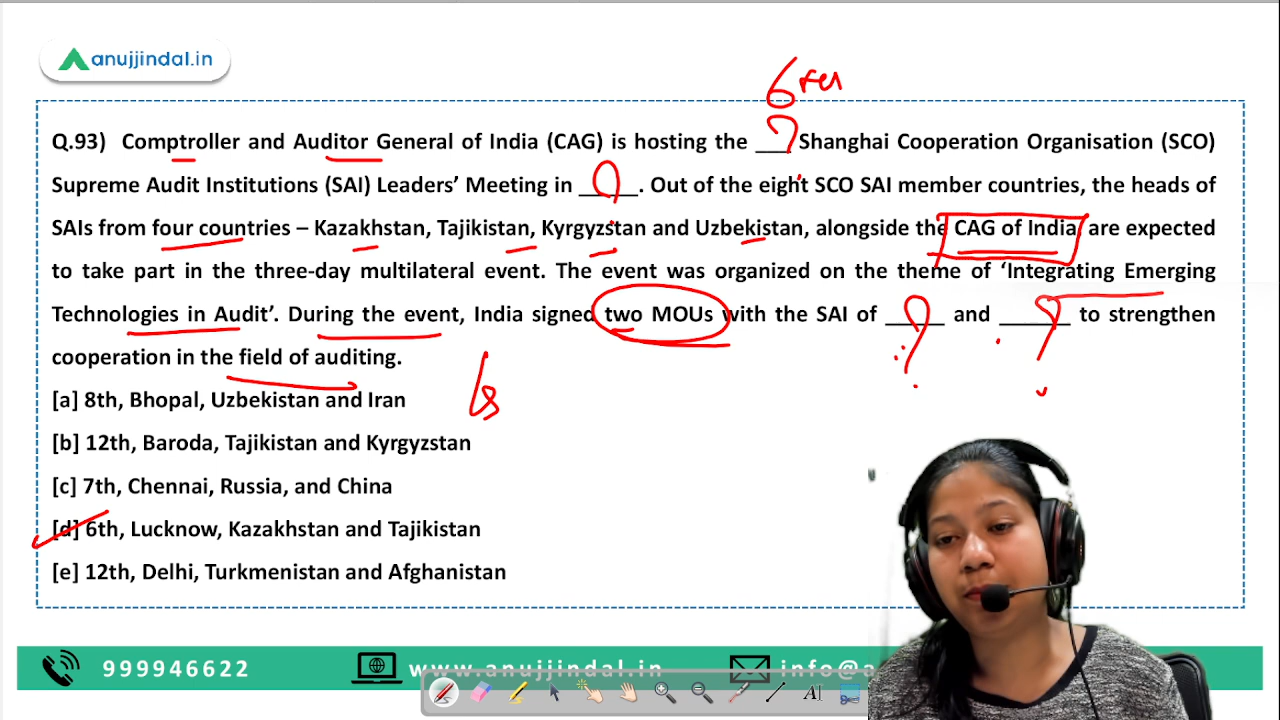 anujjindal.in
6
Q.93) Comptroller and Auditor General of India (CAG) is hosting the ___ Shanghai Cooperation Organisation (SCO)
Supreme Audit Institutions (SAI) Leaders’ Meeting in _____. Out of the eight SCO SAI member countries, the heads of
SAIs from four countries – Kazakhstan, Tajikistan, Kyrgyzstan and Uzbekistan, alongside the CAG of India, are expected
to take part in the three-day multilateral event. The event was organized on the theme of ‘Integrating Emerging
Technologies in Audit’. During the event, India signed two MOUs with the SAI of _____ and ______ to strengthen
cooperation in the field of auditing.
[a] 8th, Bhopal, Uzbekistan and Iran
[b] 12th, Baroda, Tajikistan and Kyrgyzstan
[c] 7th, Chennai, Russia, and China
[d] 6th, Lucknow, Kazakhstan and Tajikistan
[e] 12th, Delhi, Turkmenistan and Afghanistan
999946622 www.anujjindal.in info@a